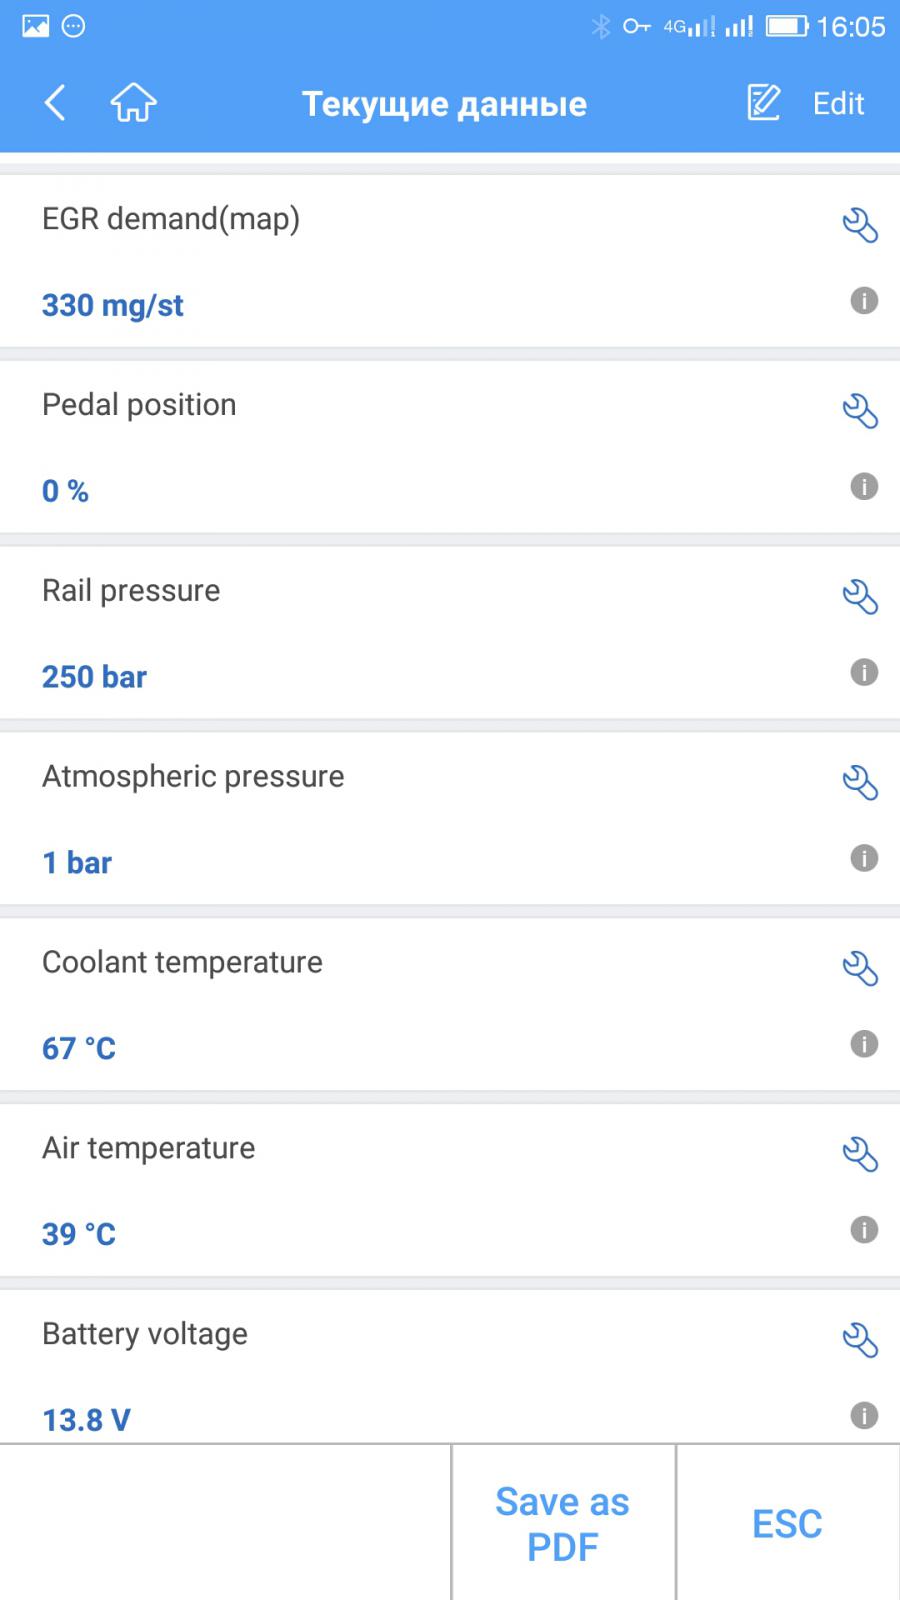 4G 16:05
Текущие данные Edit
EGR demand(map)
330 mg/st
Pedal position
0 %
Rail pressure
250 bar
Atmospheric pressure
1 bar
Coolant temperature
67 °C
Air temperature
39 °C
Battery voltage
13.8 V
Save as
PDF
ESC